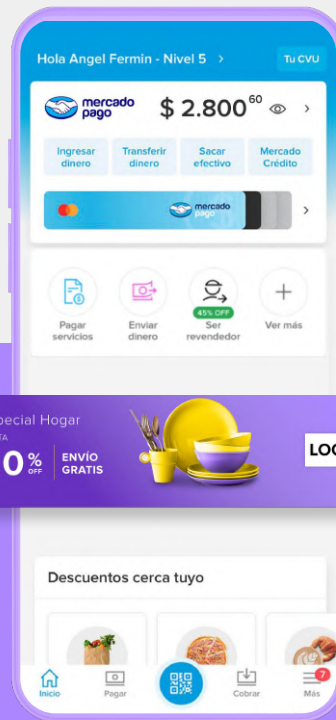 Hola Angel Fermin - Nivel 5 >
Tu CVU
mercado
pago
$ 2.800 60
Ingresar
dinero
Transferir
dinero
Sacar
efectivo
Mercado
Crédito
mercado
pago
Pagar
servicios
Enviar
dinero
45% OFF
Ser
revendedor
Ver más
pecial Hogar
TA
0% OFF
ENVÍO
GRATIS
LOG
Descuentos cerca tuyo
Inicio
Pagar
Cobrar
7
Más